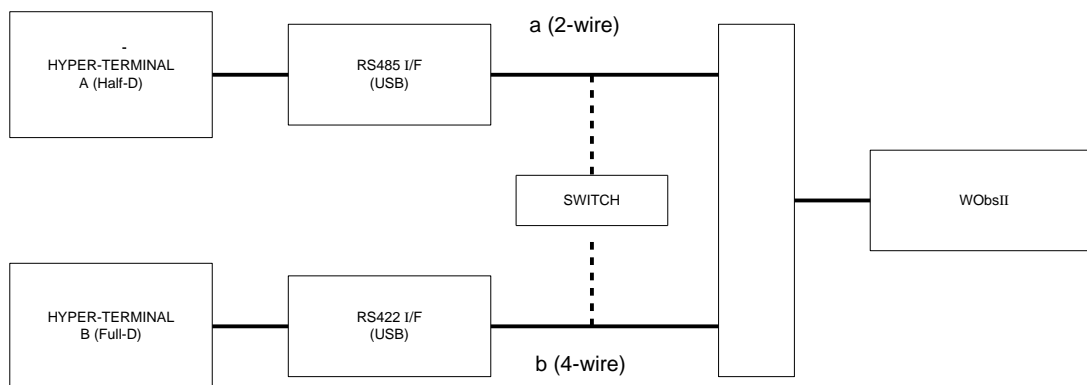 a (2-wire)
-
HYPER-TERMINAL
A (Half-D)
RS485 I/F
(USB)
SWITCH
WObsII
HYPER-TERMINAL
B (Full-D)
RS422 I/F
(USB)
b (4-wire)